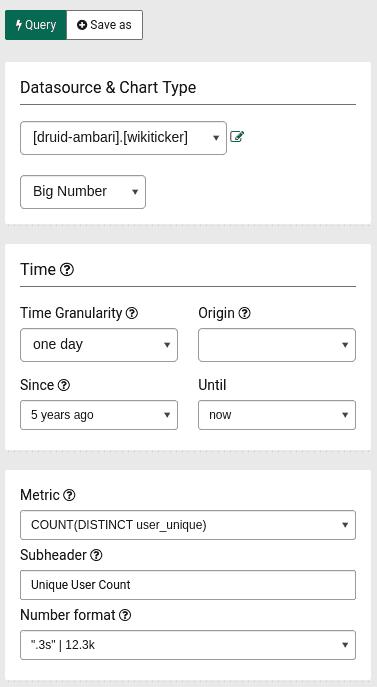 Query Save as
Datasource & Chart Type
[druid-ambari].[wikiticker]
Big Number
Time
Time Granularity Origin
one day
Since Until
5 years ago now
Metric
COUNT(DISTINCT user_unique)
Subheader
Unique User Count
Number format
".3s" | 12.3k